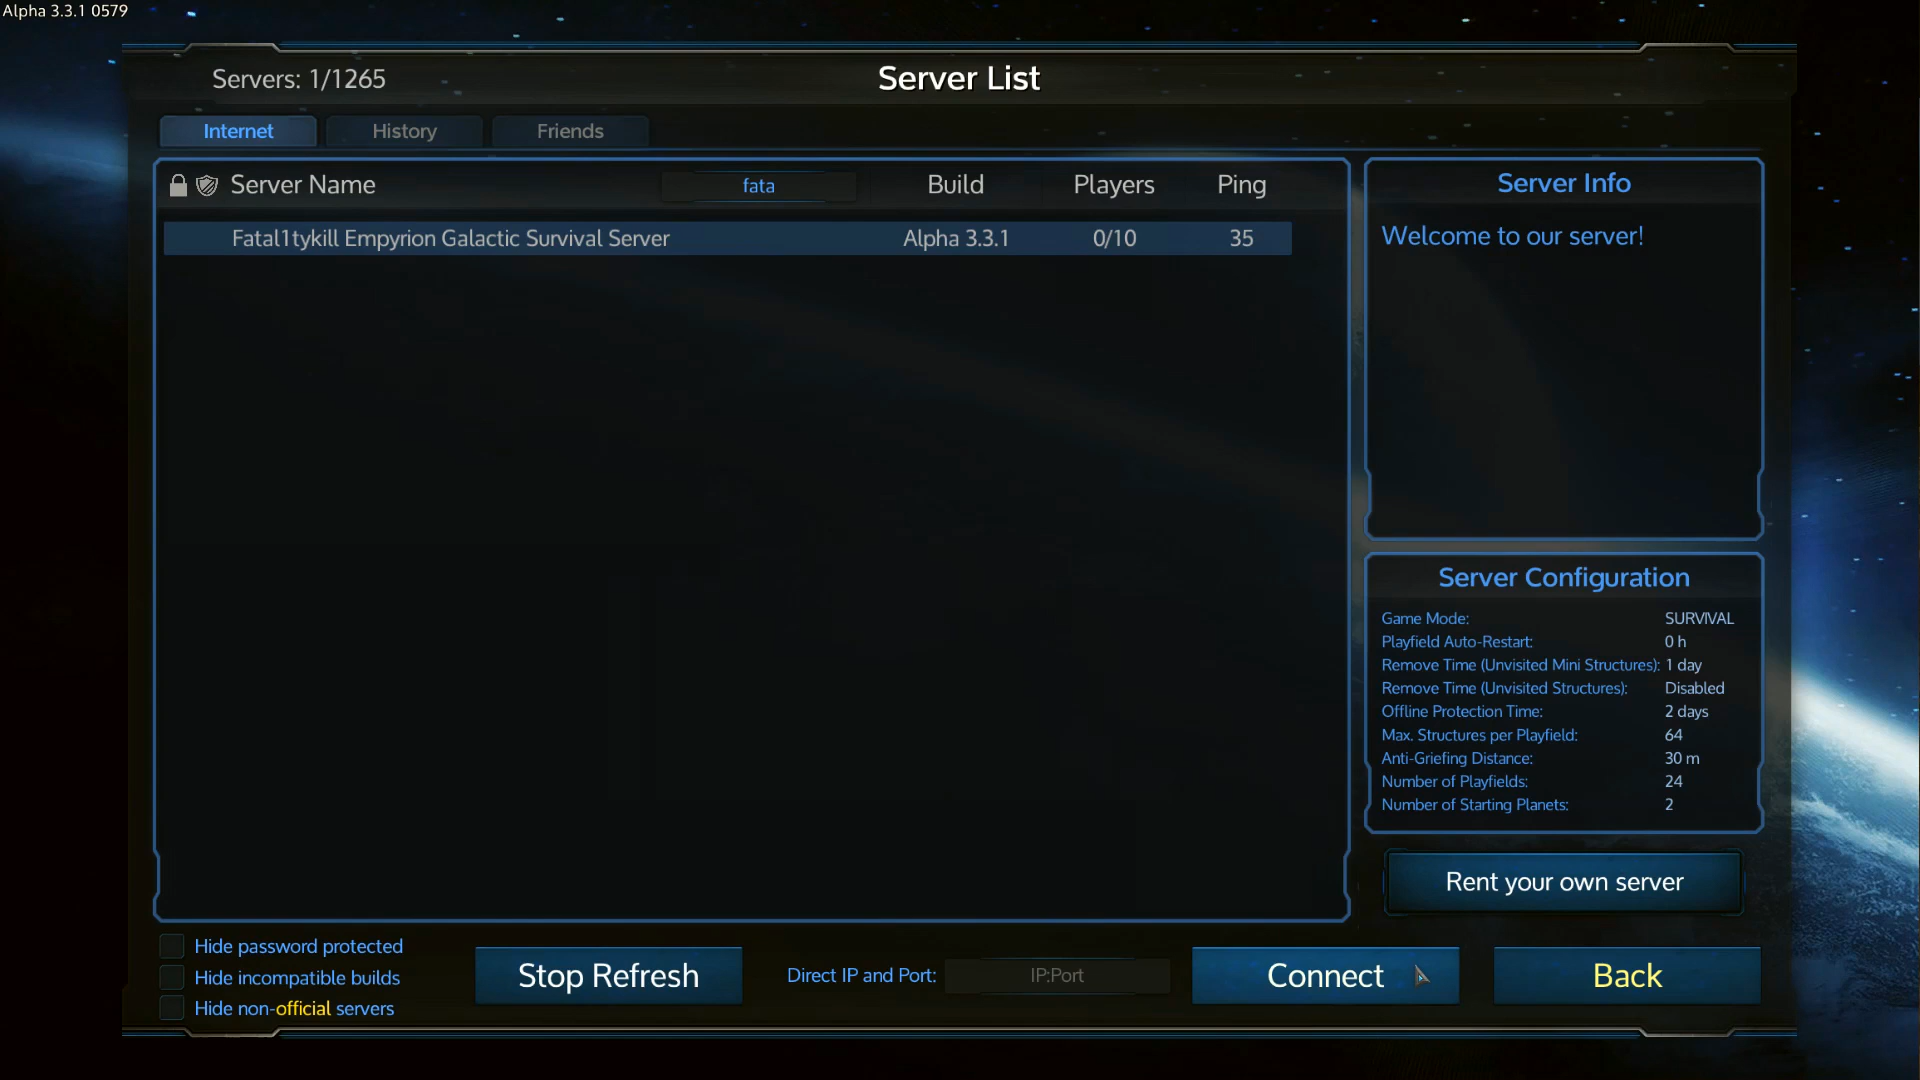 Alpha 3.3.1 0579
Servers: 1/1265
Server List
Internet
History
Friends
Server Name
fata
Build
Players
Ping
Fatal1tykill Empyrion Galactic Survival Server
Alpha 3.3.1
0/10
35
Server Info
Welcome to our server!
Server Configuration
Game Mode: SURVIVAL
Playfield Auto-Restart: 0 h
Remove Time (Unvisited Mini Structures): 1 day
Remove Time (Unvisited Structures): Disabled
Offline Protection Time: 2 days
Max. Structures per Playfield: 64
Anti-Griefing Distance: 30 m
Number of Playfields: 24
Number of Starting Planets: 2
Rent your own server
Hide password protected
Hide incompatible builds
Hide non-official servers
Stop Refresh
Direct IP and Port:
IP:Port
Connect
Back